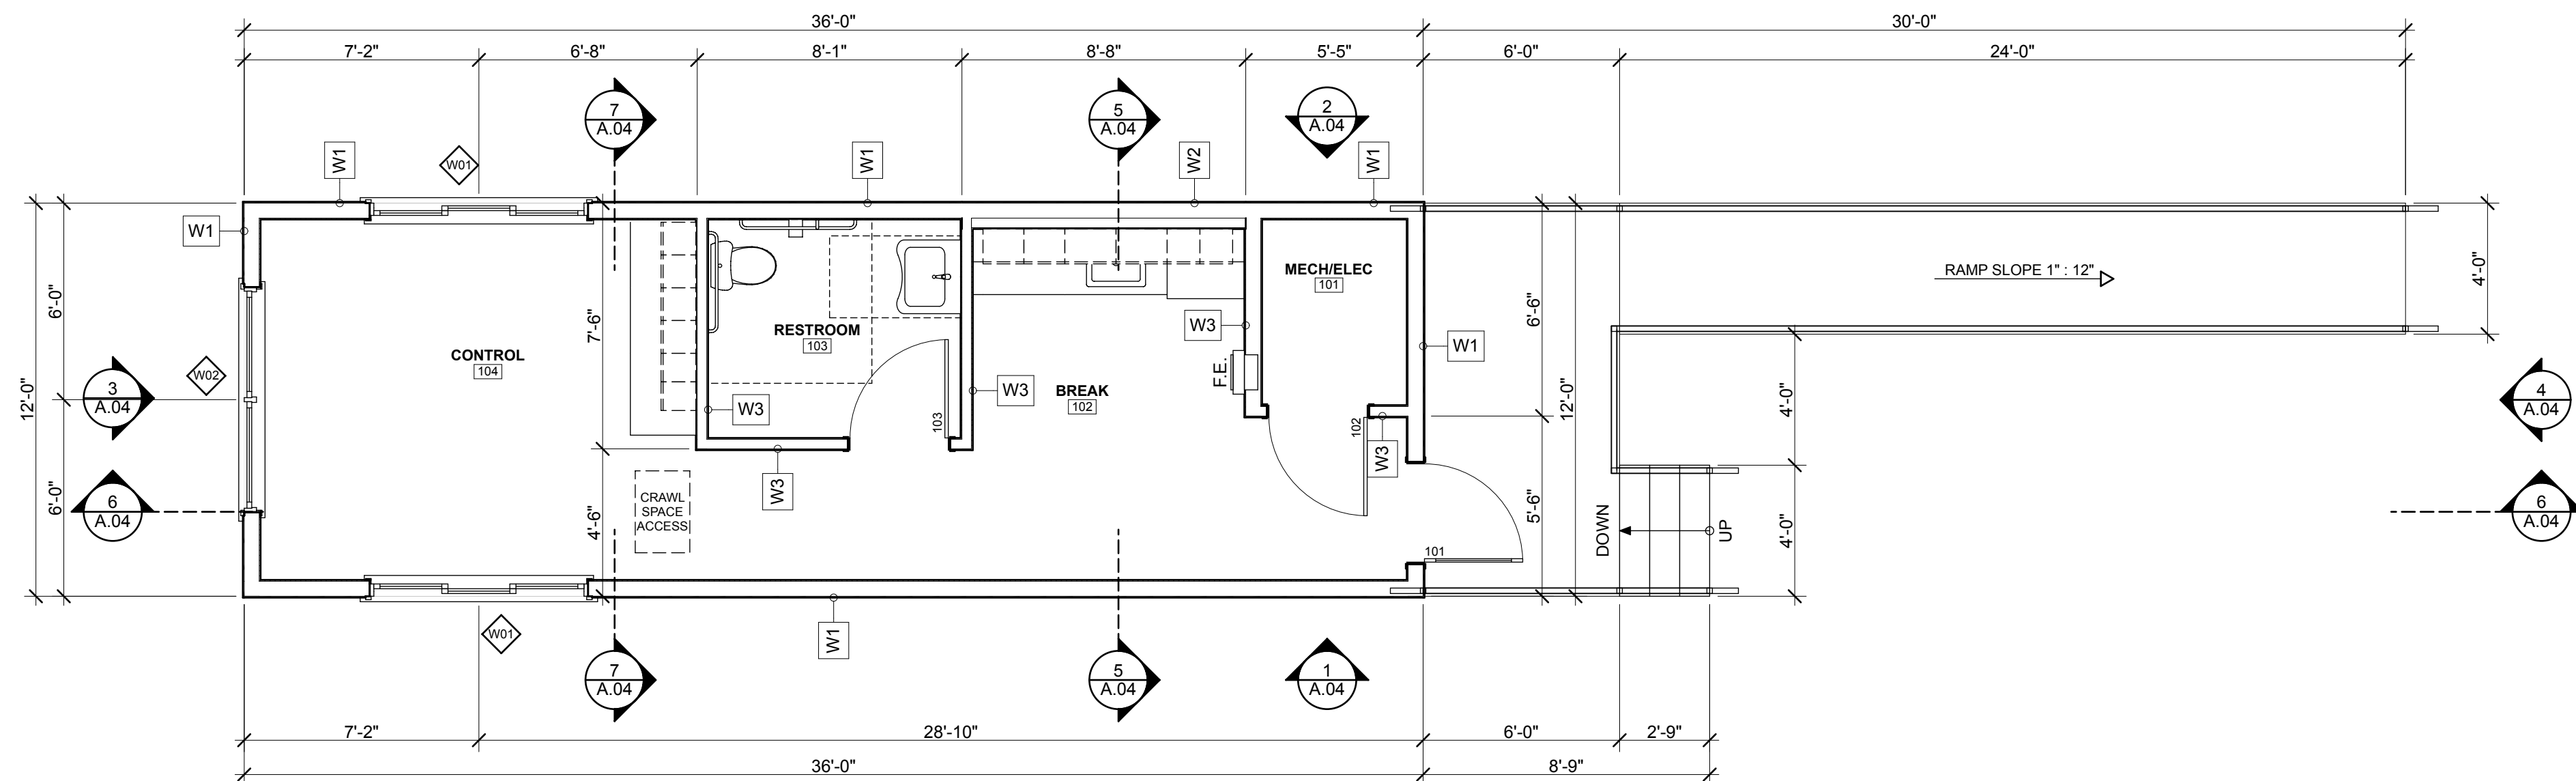 36'-0"
30'-0"
7'-2"
6'-8"
8'-1"
8'-8"
5'-5"
6'-0"
24'-0"
7
A.04
5
A.04
2
A.04
W1
W01
W1
W2
W1
W1
12'-0"
6'-0"
6'-0"
W02
3
A.04
6
A.04
CONTROL
104
7'-6"
4'-6"
RESTROOM
103
W3
103
W3
CRAWL
SPACE
ACCESS
W3
BREAK
102
W3
F.E.
MECH/ELEC
101
102
W3
W1
101
6'-6"
5'-6"
12'-0"
RAMP SLOPE 1" : 12"
4'-0"
4'-0"
4'-0"
DOWN
UP
4
A.04
6
A.04
W01
W1
7
A.04
5
A.04
1
A.04
7'-2"
28'-10"
6'-0"
2'-9"
36'-0"
8'-9"